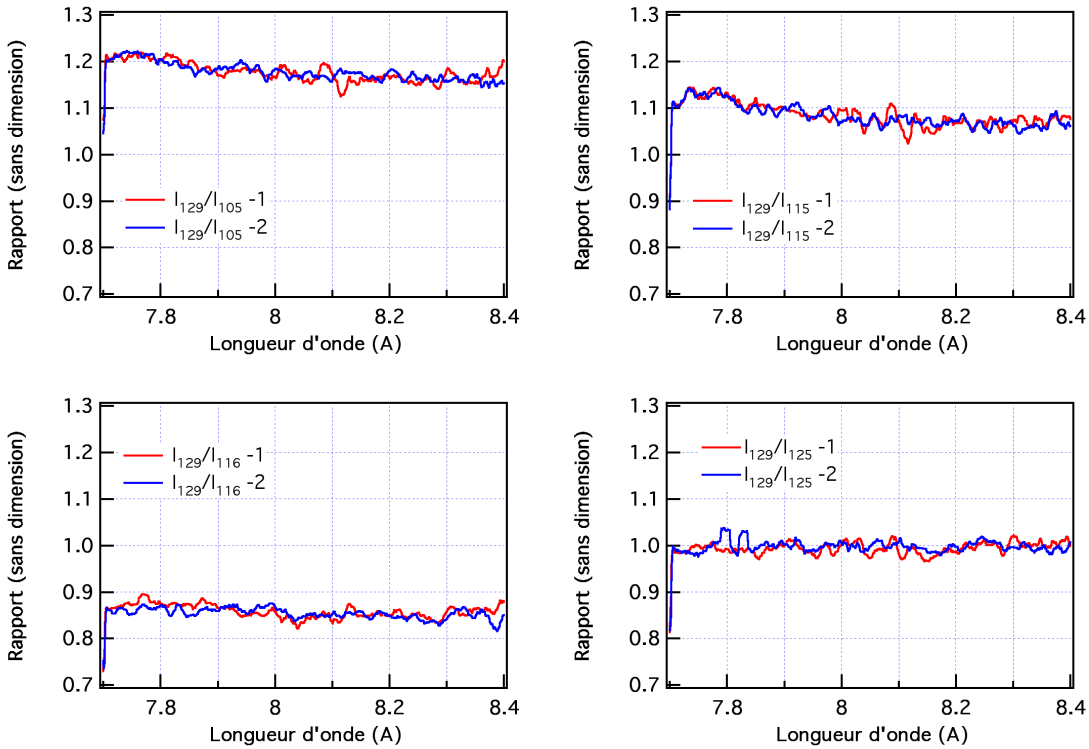 1.3
1.2
1.1
1.0
0.9
0.8
0.7
Rapport (sans dimension)
I129/I105 -1
I129/I105 -2
7.8
8
8.2
8.4
Longueur d'onde (A)
1.3
1.2
1.1
1.0
0.9
0.8
0.7
Rapport (sans dimension)
I129/I115 -1
I129/I115 -2
7.8
8
8.2
8.4
Longueur d'onde (A)
1.3
1.2
1.1
1.0
0.9
0.8
0.7
Rapport (sans dimension)
I129/I116 -1
I129/I116 -2
7.8
8
8.2
8.4
Longueur d'onde (A)
1.3
1.2
1.1
1.0
0.9
0.8
0.7
Rapport (sans dimension)
I129/I125 -1
I129/I125 -2
7.8
8
8.2
8.4
Longueur d'onde (A)